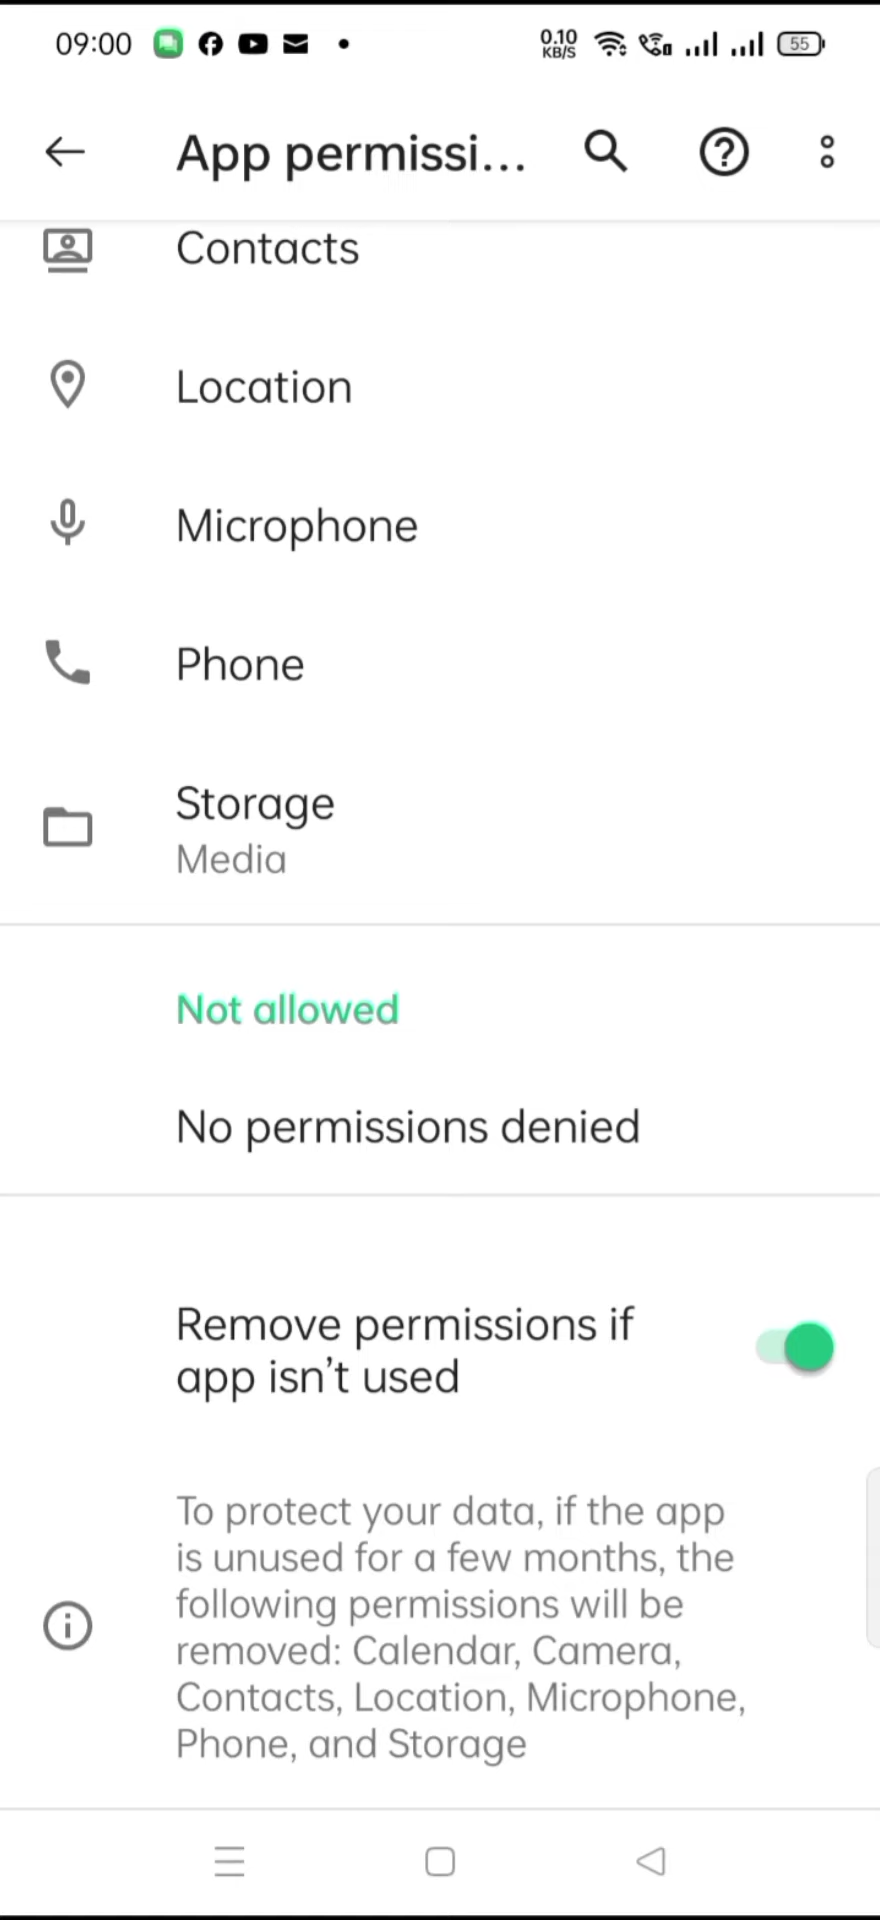 09:00
0.10
KB/S
55
App permissi...
Contacts
Location
Microphone
Phone
Storage
Media
Not allowed
No permissions denied
Remove permissions if
app isn't used
To protect your data, if the app
is unused for a few months, the
following permissions will be
removed: Calendar, Camera,
Contacts, Location, Microphone,
Phone, and Storage